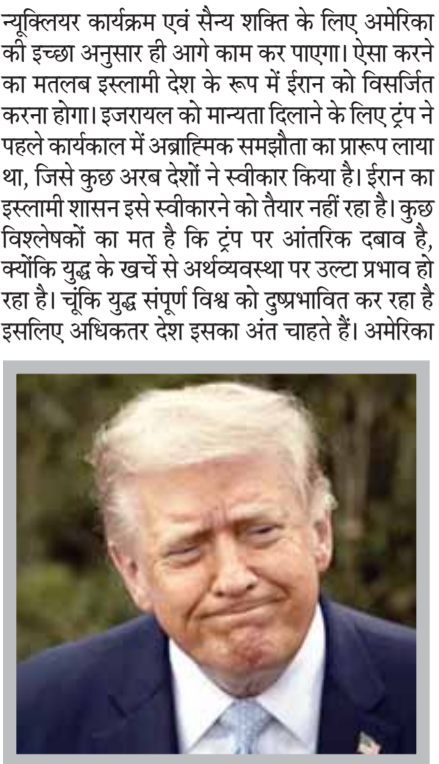 न्यूक्लियर कार्यक्रम एवं सैन्य शक्ति के लिए अमेरिका
की इच्छा अनुसार ही आगे काम कर पाएगा। ऐसा करने
का मतलब इस्लामी देश के रूप में ईरान को विसर्जित
करना होगा। इजरायल को मान्यता दिलाने के लिए ट्रंप ने
पहले कार्यकाल में अब्राह्मिक समझौता का प्रारूप लाया
था, जिसे कुछ अरब देशों ने स्वीकार किया है। ईरान का
इस्लामी शासन इसे स्वीकारने को तैयार नहीं रहा है। कुछ
विश्लेषकों का मत है कि ट्रंप पर आंतरिक दबाव है,
क्योंकि युद्ध के खर्चे से अर्थव्यवस्था पर उल्टा प्रभाव हो
रहा है। चूंकि युद्ध संपूर्ण विश्व को दुष्प्रभावित कर रहा है
इसलिए अधिकतर देश इसका अंत चाहते हैं। अमेरिका